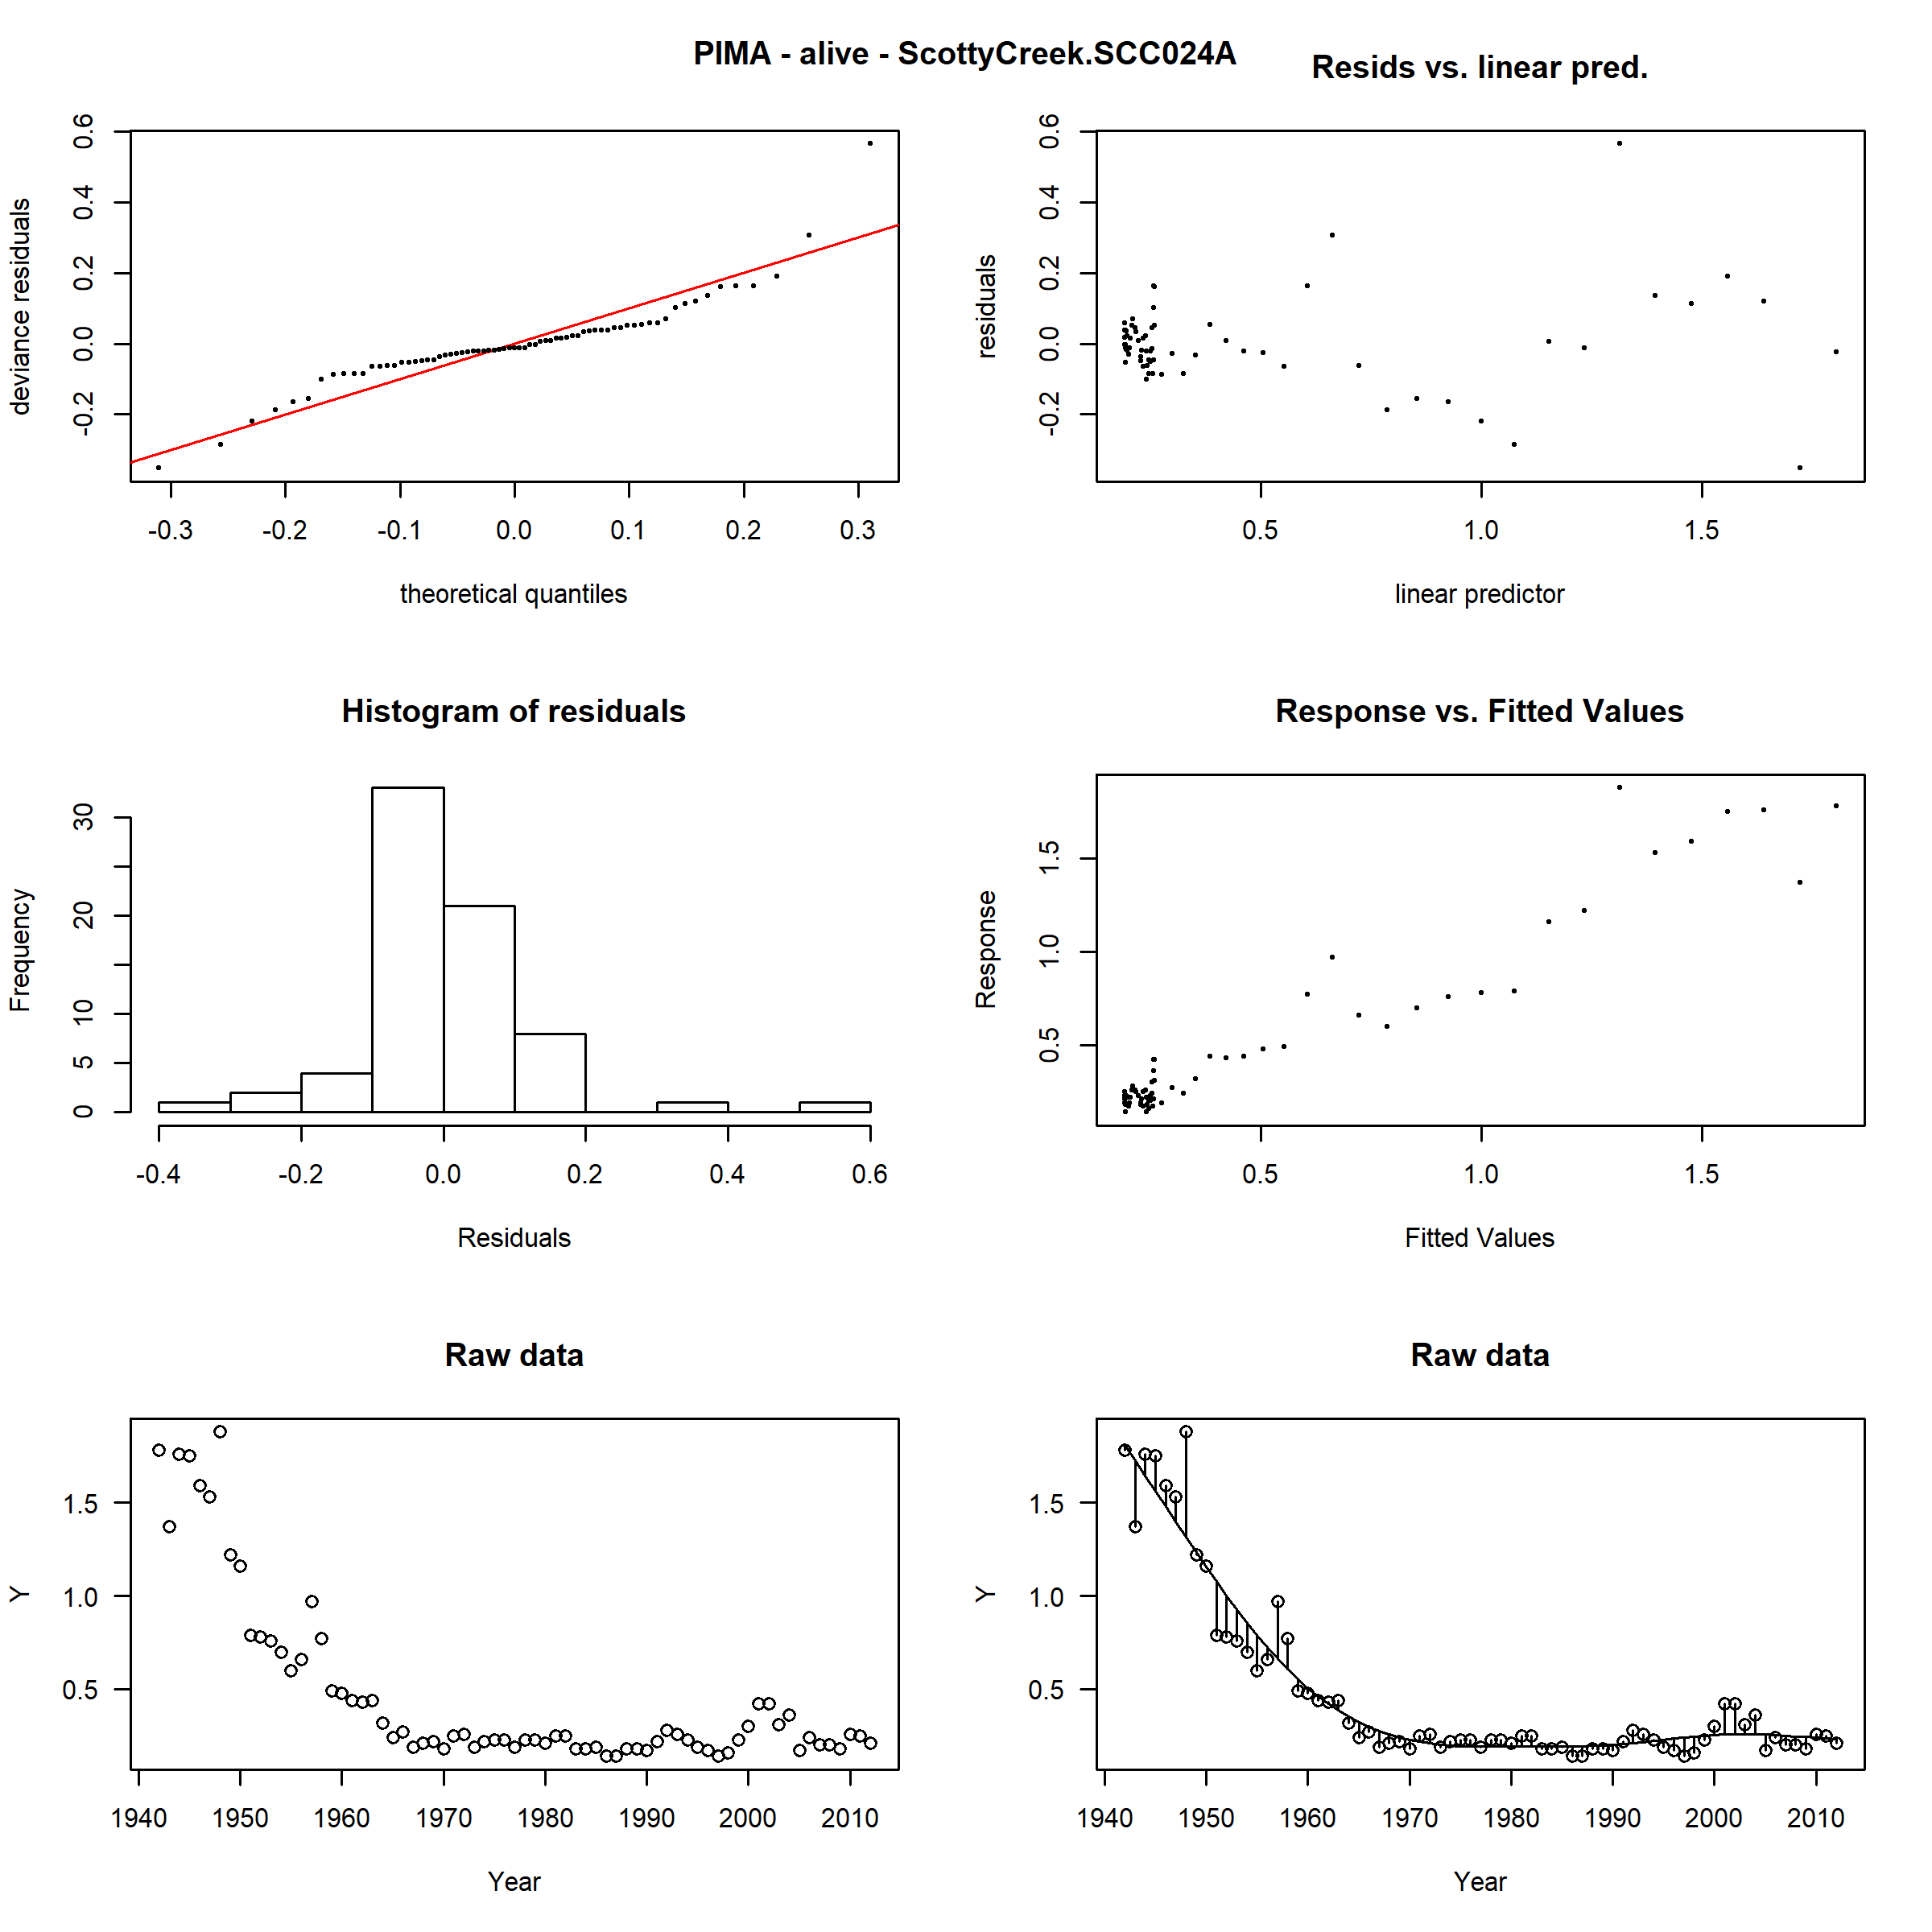 PIMA - alive - ScottyCreek.SCC024A
Resids vs. linear pred.
deviance residuals
-0.2 0.0 0.2 0.4 0.6
-0.3 -0.2 -0.1 0.0 0.1 0.2 0.3
theoretical quantiles
residuals
-0.2 0.0 0.2 0.4 0.6
0.5 1.0 1.5
linear predictor
Histogram of residuals
Frequency
0 5 10 20 30
-0.4 -0.2 0.0 0.2 0.4 0.6
Residuals
Response vs. Fitted Values
Response
0.5 1.0 1.5
0.5 1.0 1.5
Fitted Values
Raw data
Y
1.5
1.0
0.5
1940 1950 1960 1970 1980 1990 2000 2010
Year
Raw data
Y
1.5
1.0
0.5
1940 1950 1960 1970 1980 1990 2000 2010
Year